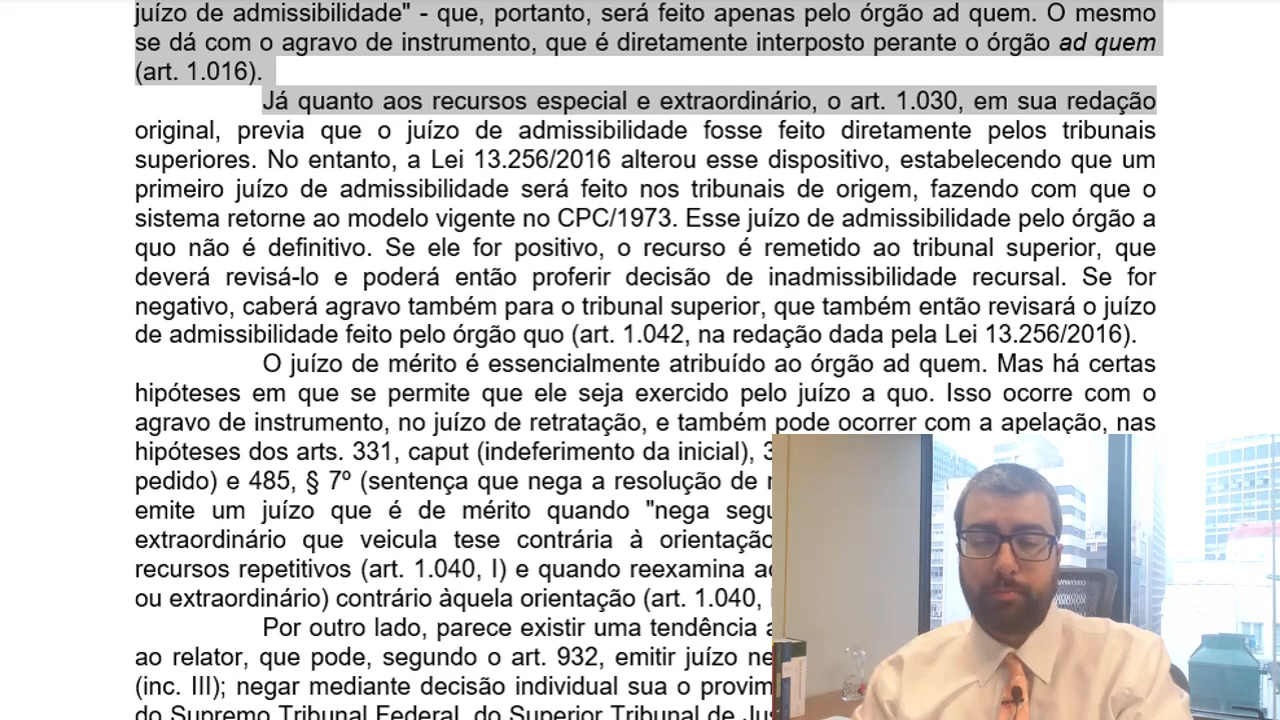 juízo de admissibilidade" - que, portanto, será feito apenas pelo órgão ad quem. O mesmo
se dá com o agravo de instrumento, que é diretamente interposto perante o órgão ad quem
(art. 1.016).
Já quanto aos recursos especial e extraordinário, o art. 1.030, em sua redação
original, previa que o juízo de admissibilidade fosse feito diretamente pelos tribunais
superiores. No entanto, a Lei 13.256/2016 alterou esse dispositivo, estabelecendo que um
primeiro juízo de admissibilidade será feito nos tribunais de origem, fazendo com que o
sistema retorne ao modelo vigente no CPC/1973. Esse juízo de admissibilidade pelo órgão a
quo não é definitivo. Se ele for positivo, o recurso é remetido ao tribunal superior, que
deverá revisá-lo e poderá então proferir decisão de inadmissibilidade recursal. Se for
negativo, caberá agravo também para o tribunal superior, que também então revisará o juízo
de admissibilidade feito pelo órgão quo (art. 1.042, na redação dada pela Lei 13.256/2016).
O juízo de mérito é essencialmente atribuído ao órgão ad quem. Mas há certas
hipóteses em que se permite que ele seja exercido pelo juízo a quo. Isso ocorre com o
agravo de instrumento, no juízo de retratação, e também pode ocorrer com a apelação, nas
hipóteses dos arts. 331, caput (indeferimento da inicial),
pedido) e 485, § 7º (sentença que nega a resolução de
emite um juízo que é de mérito quando "nega
extraordinário que veicula tese contrária à orientação
recursos repetitivos (art. 1.040, I) e quando reexamina
ou extraordinário) contrário àquela orientação (art. 1.040,
Por outro lado, parece existir uma tendência
ao relator, que pode, segundo o art. 932, emitir juízo
(inc. III); negar mediante decisão individual sua o
do Supremo Tribunal Federal, do Superior Tribunal de